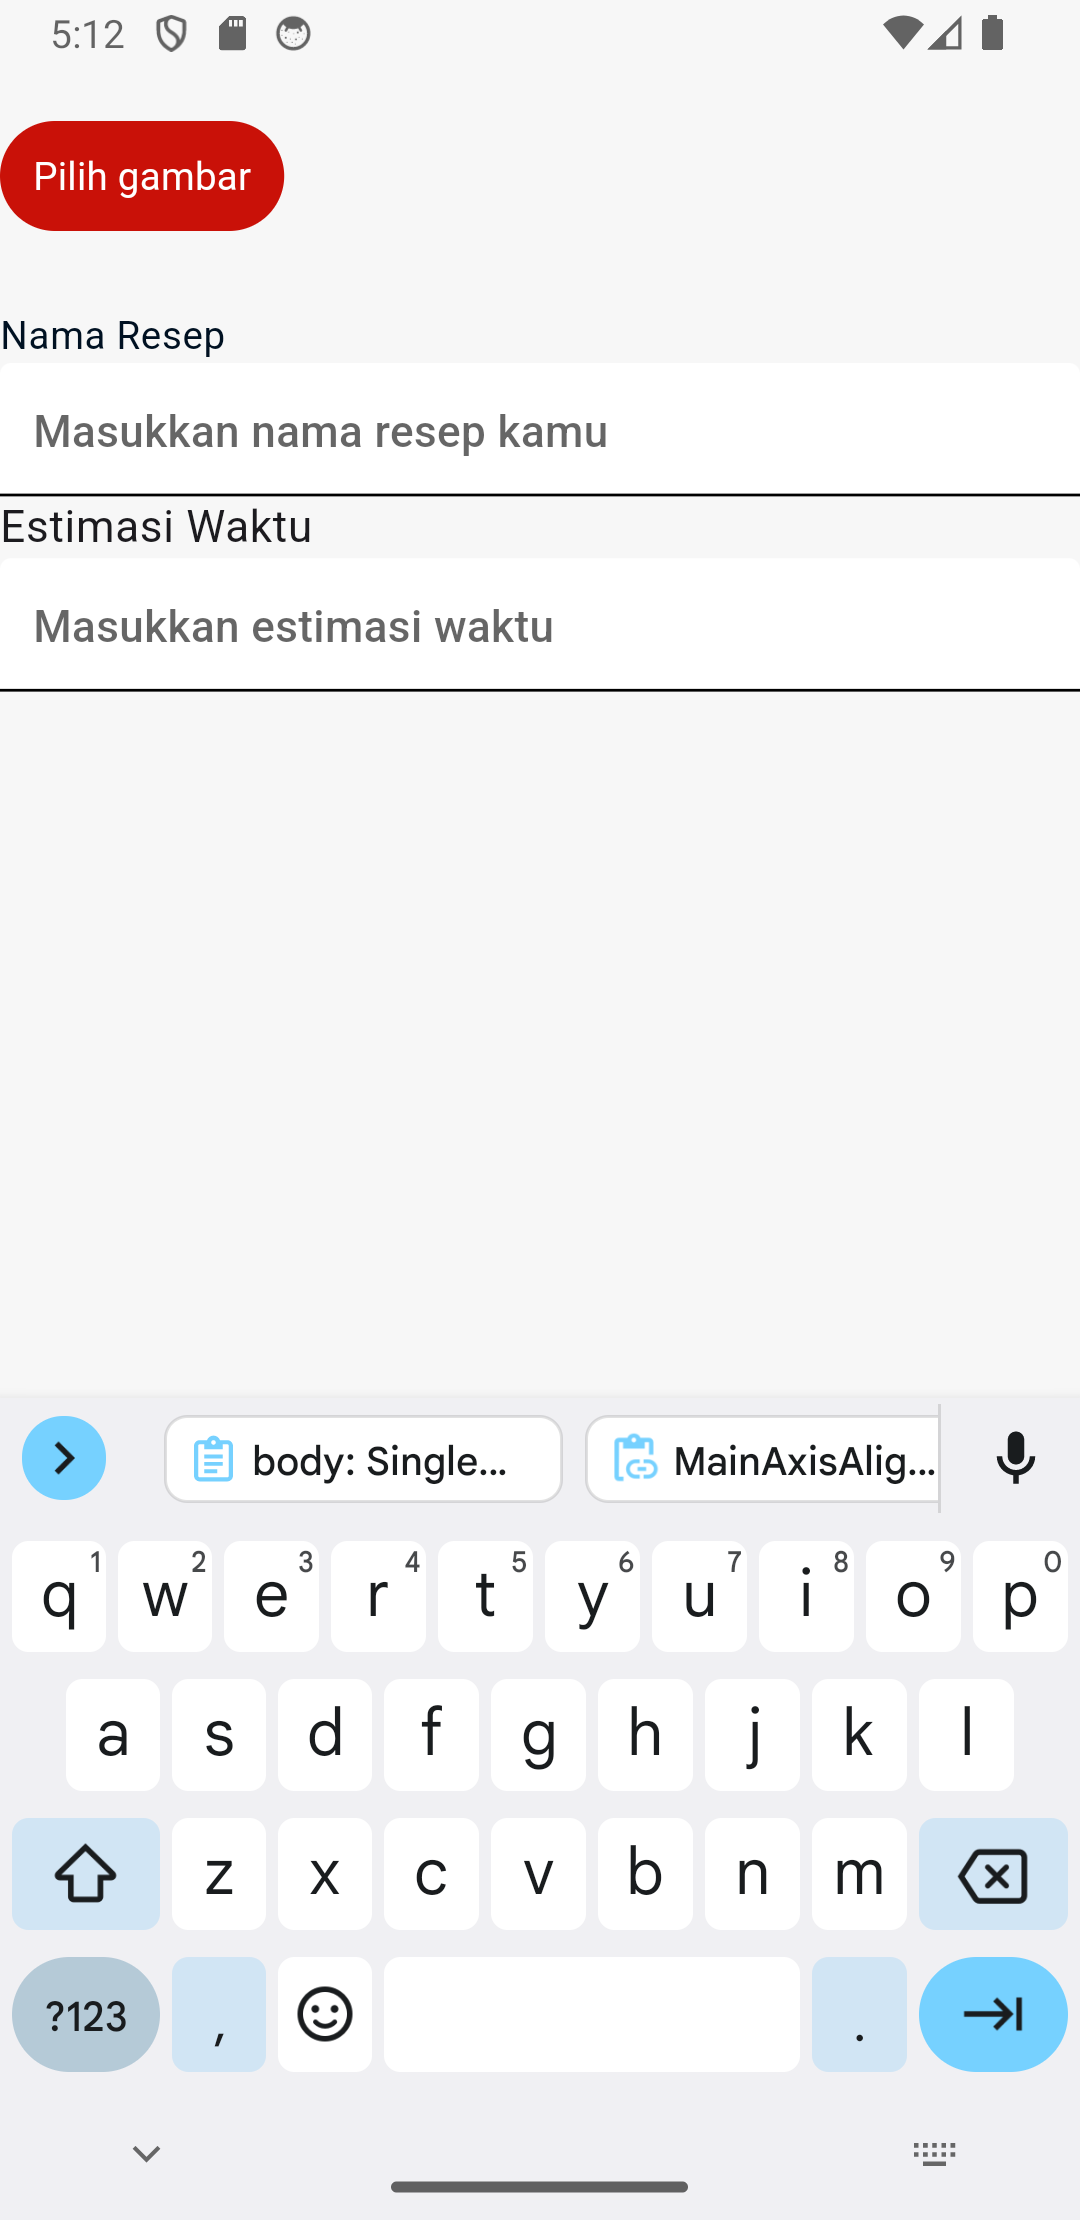 5:12
Pilih gambar
Nama Resep
Masukkan nama resep kamu
Estimasi Waktu
Masukkan estimasi waktu
body: Single... MainAxisAlig...
q 1 w 2 e 3 r 4 t 5 y 6 u 7 i 8 o 9 p 0
a s d f g h j k l
z x c v b n m
?123 , .